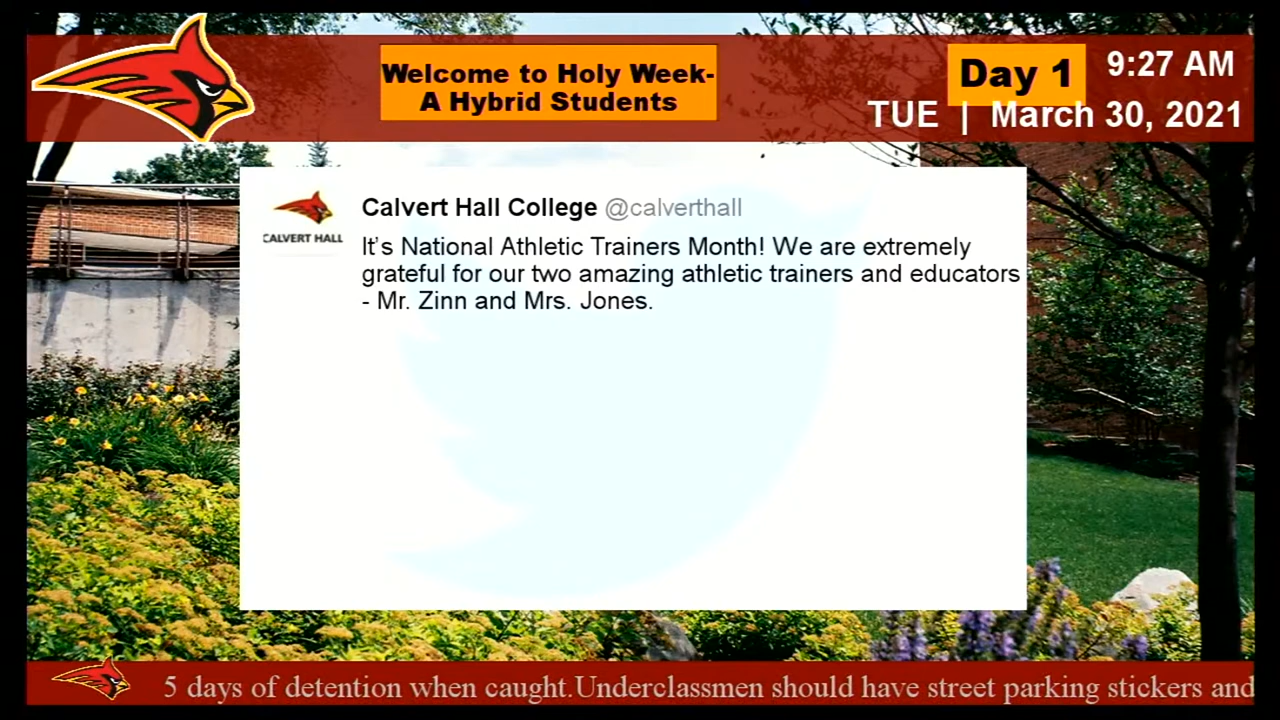 Welcome to Holy Week-
A Hybrid Students
Day 1
9:27 AM
TUE | March 30, 2021
CALVERT HALL
Calvert Hall College @calverthall
It's National Athletic Trainers Month! We are extremely
grateful for our two amazing athletic trainers and educators
- Mr. Zinn and Mrs. Jones.
5 days of detention when caught.Underclassmen should have street parking stickers and